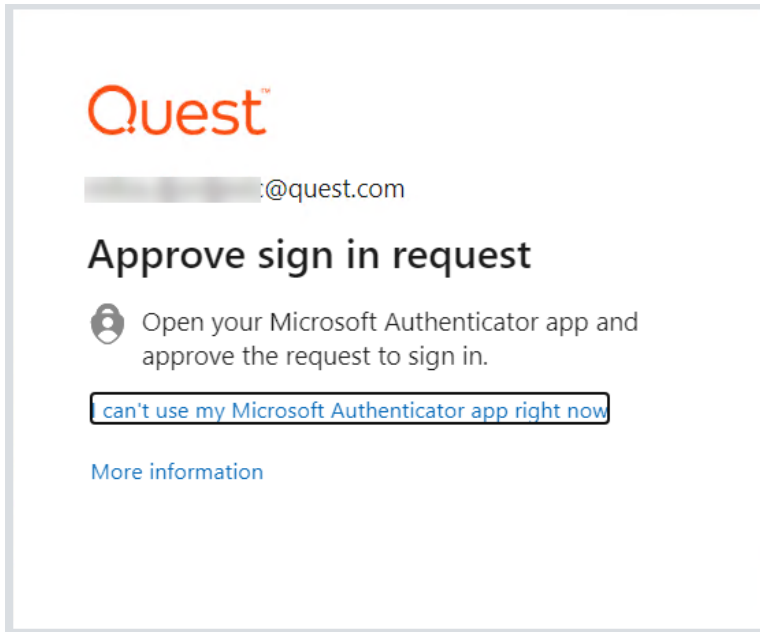 Quest™
c@quest.com
Approve sign in request
Open your Microsoft Authenticator app and
approve the request to sign in.
I can't use my Microsoft Authenticator app right now
More information